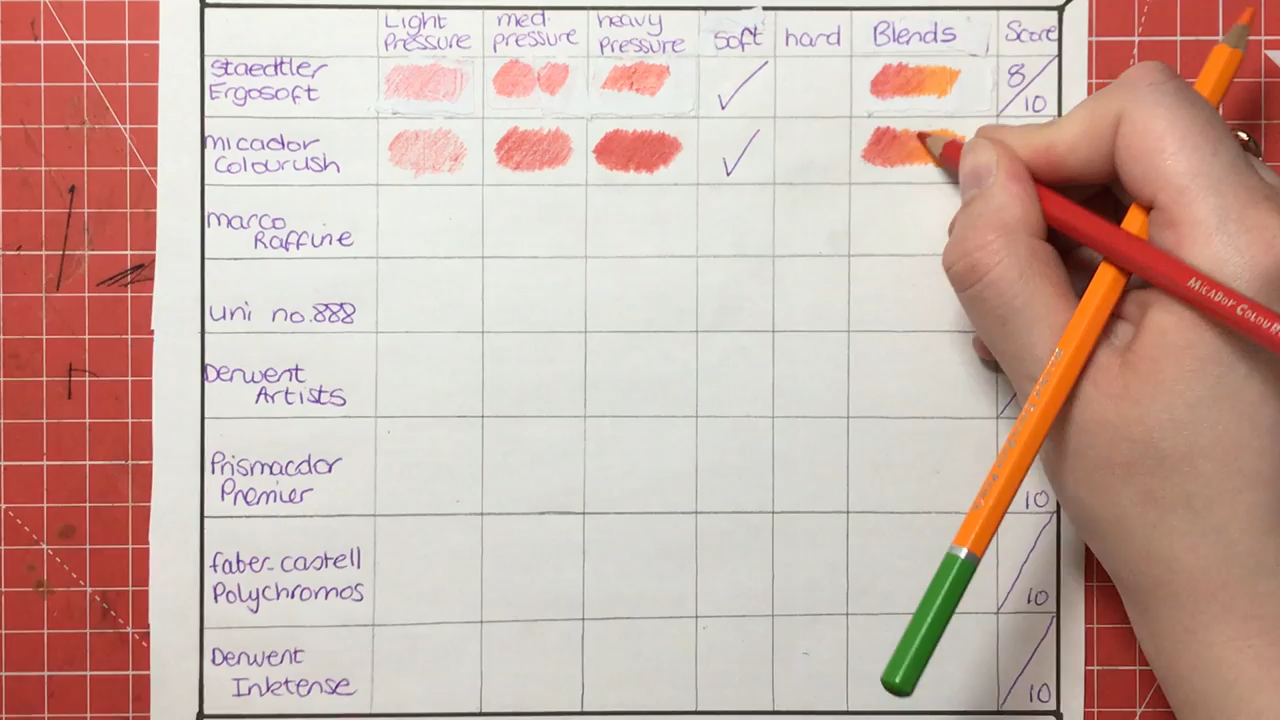 Light pressure med. pressure heavy pressure soft hard Blends Score
staedtler Ergosoft 8/10
micador Colourush
marco Raffine
uni no.888
Derwent Artists
Prismacolor Premier 10
faber-castell Polychromos /10
Derwent Inktense /10
MICADOR COLOUR